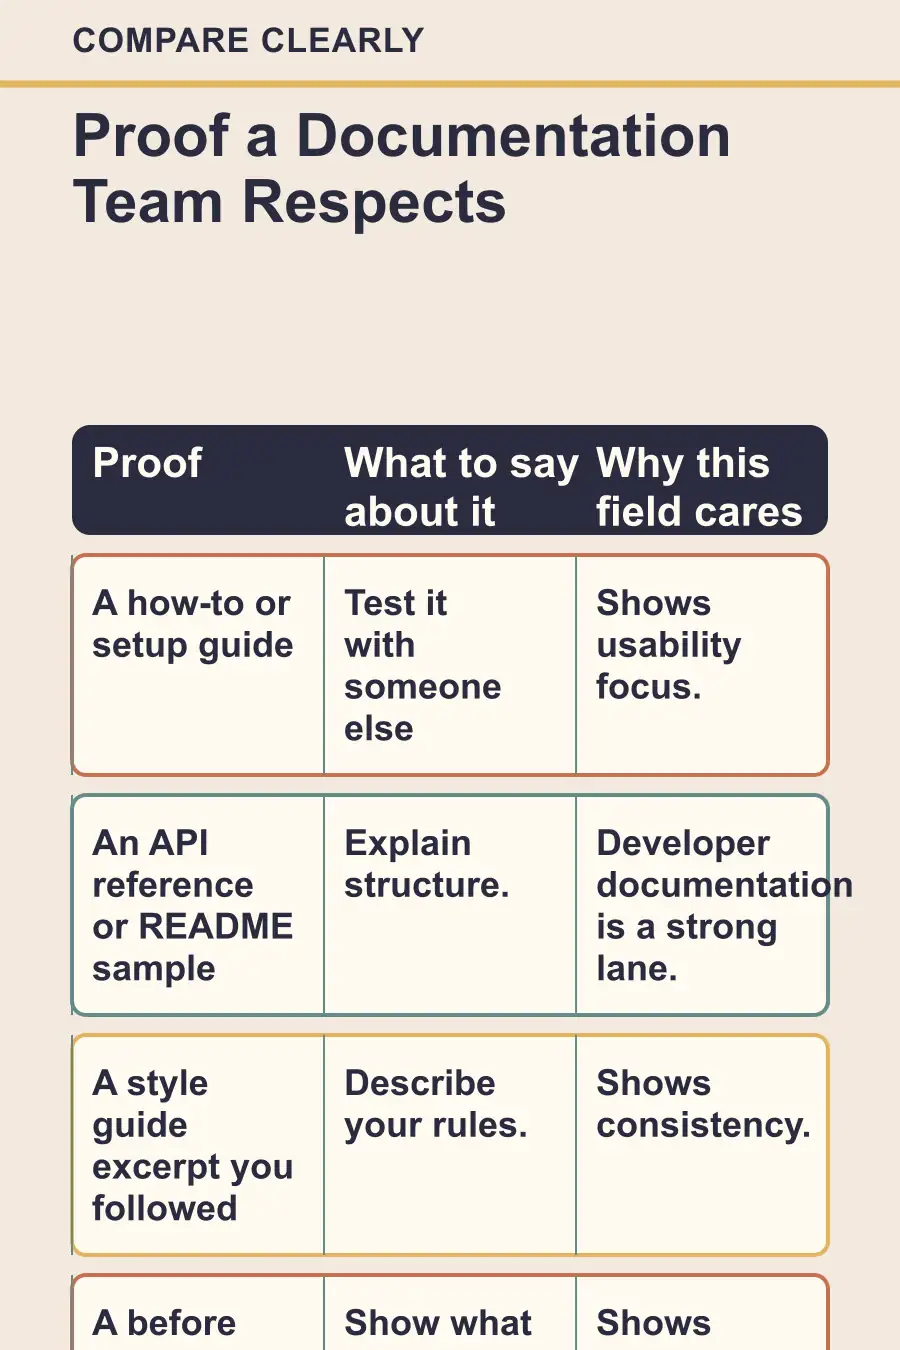 COMPARE CLEARLY
Proof a Documentation
Team Respects
Proof
What to say
about it
Why this
field cares
A how-to or
setup guide
Test it
with
someone
else
Shows
usability
focus.
An API
reference
or README
sample
Explain
structure.
Developer
documentation
is a strong
lane.
A style
guide
excerpt you
followed
Describe
your rules.
Shows
consistency.
A before
Show what
Shows